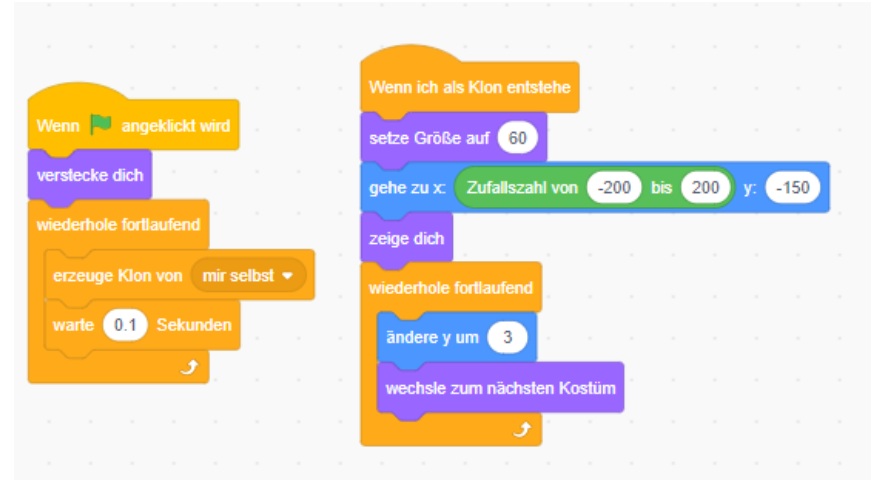 Wenn angeklickt wird
verstecke dich
wiederhole fortlaufend
erzeuge Klon von mir selbst
warte 0.1 Sekunden
Wenn ich als Klon entstehe
setze Größe auf 60
gehe zu x: Zufallszahl von -200 bis 200 y: -150
zeige dich
wiederhole fortlaufend
ändere y um 3
wechsle zum nächsten Kostüm